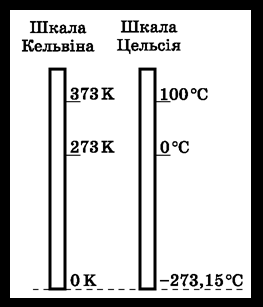 Шкала Шкала
Кельвіна Цельсія
373 K 100 °C
273 K 0 °C
0 K –273,15 °C